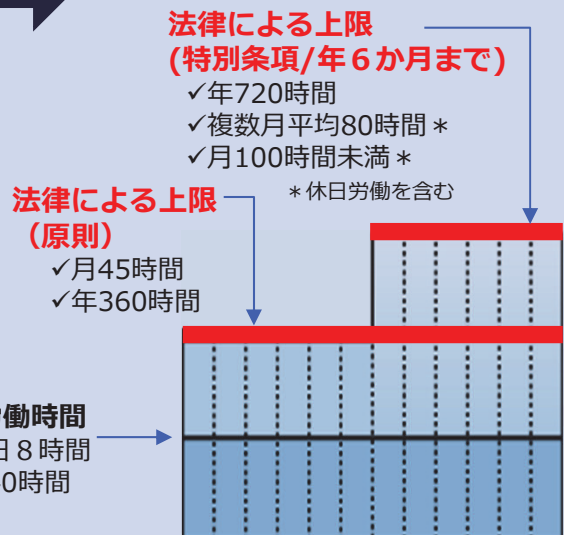 法律による上限
(特別条項/年６か月まで)
✓年720時間
✓複数月平均80時間＊
✓月100時間未満＊
＊休日労働を含む
法律による上限
（原則）
✓月45時間
✓年360時間
働時間
日８時間
0時間